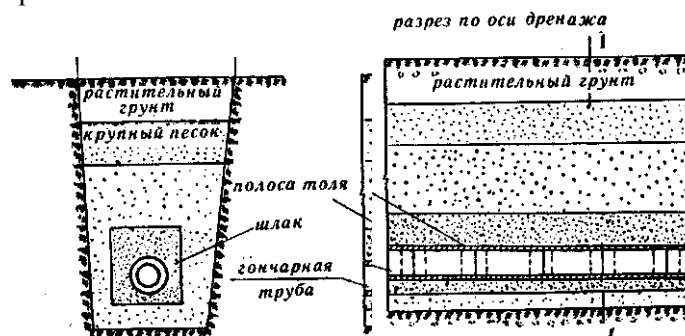 разрез по оси дренажа
I
растительный грунт
растительный
грунт
крупный песок
полоса толя
шлак
гончарная
труба